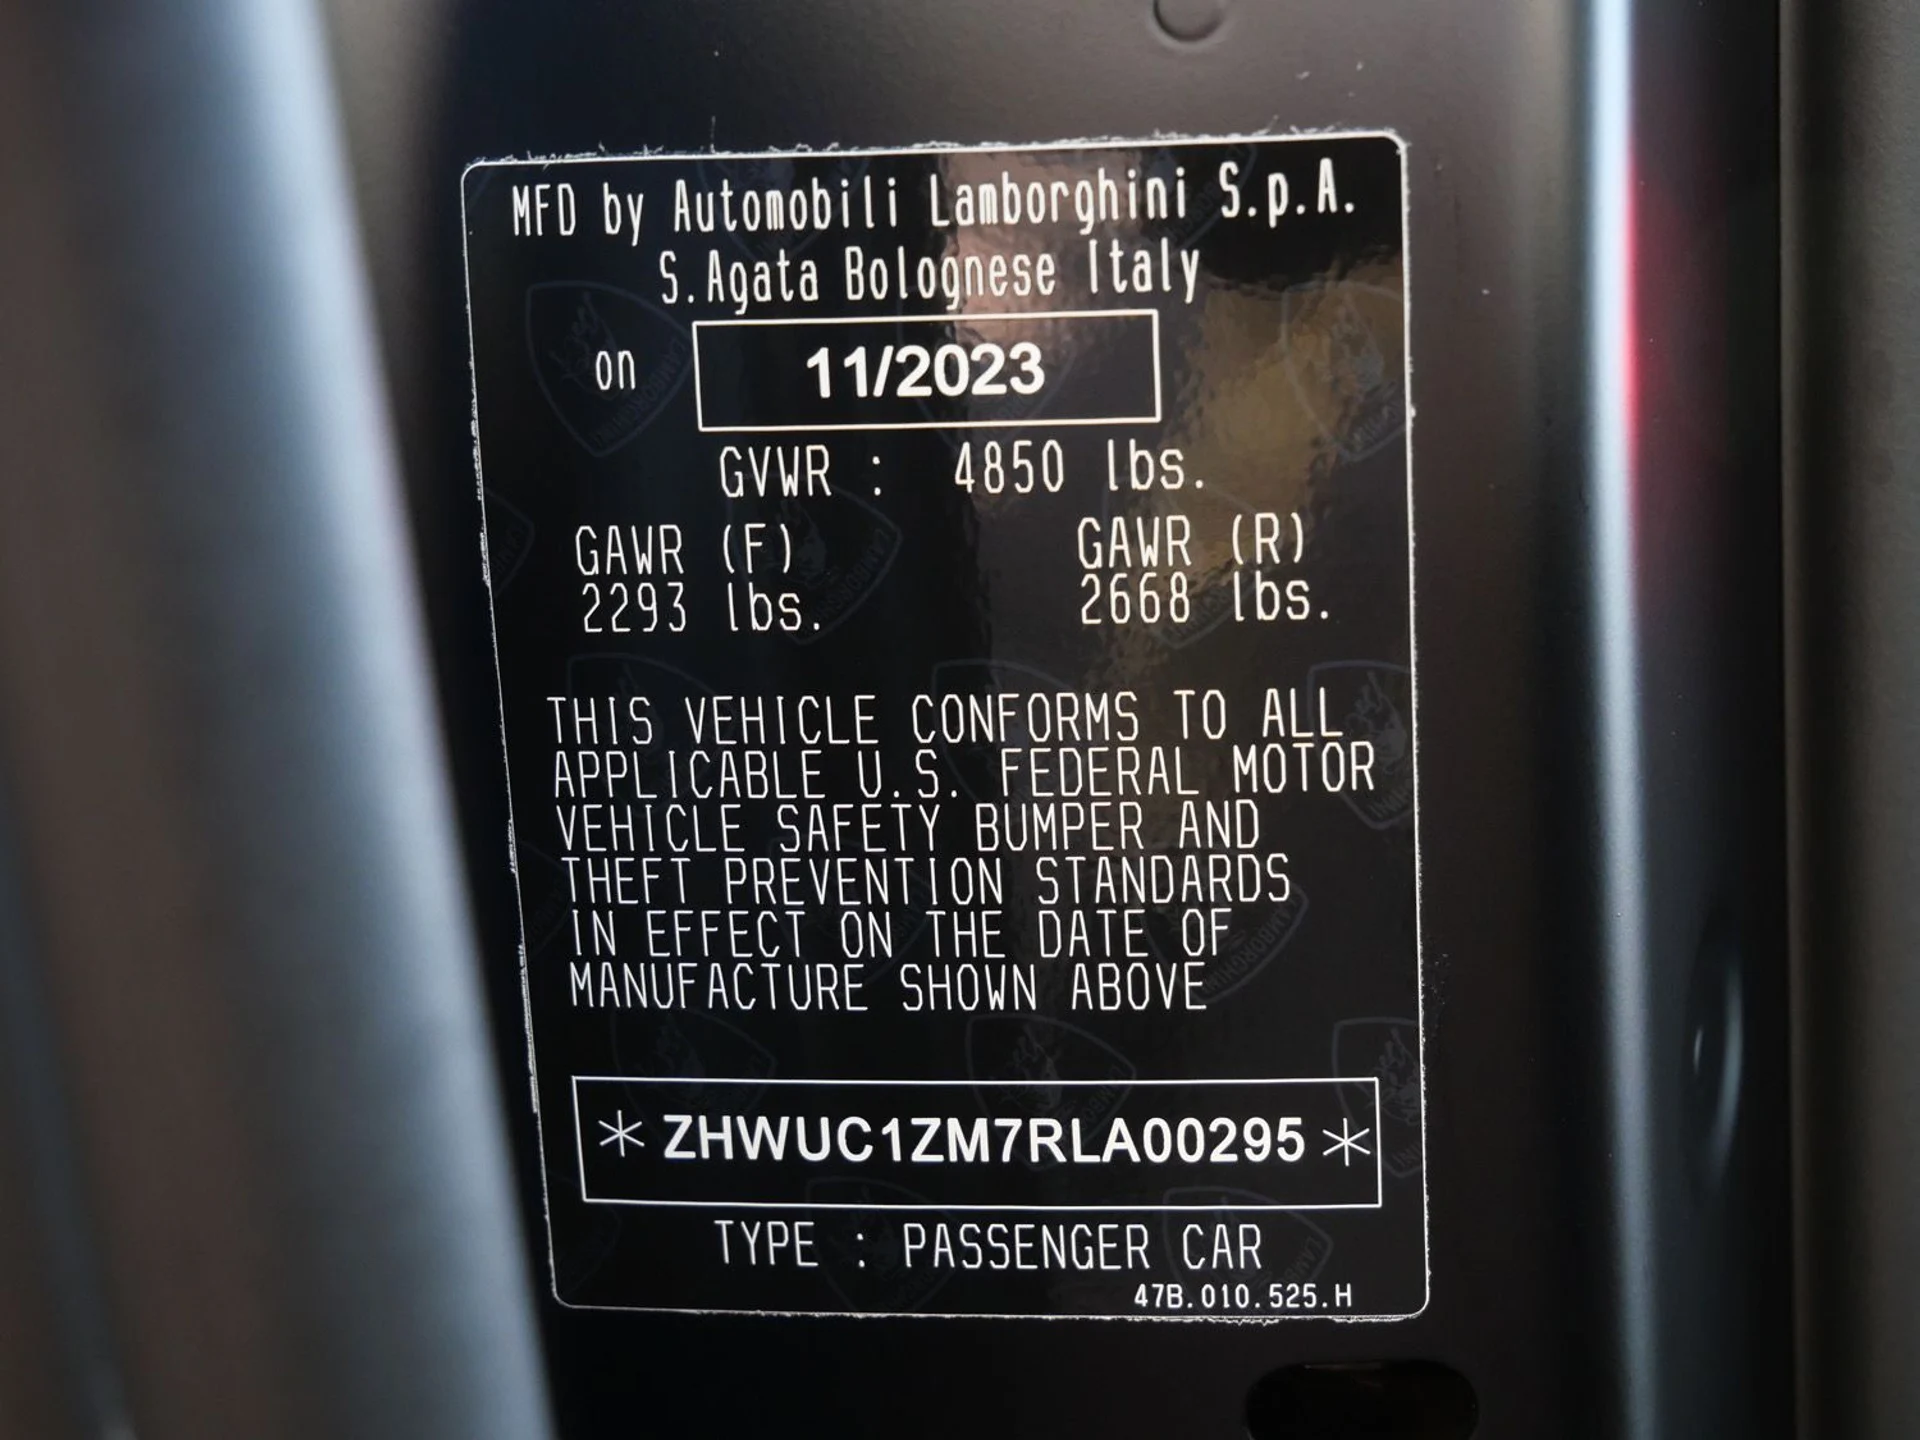 MFD by Automobili Lamborghini S.p.A.
S.Agata Bolognese Italy
on 11/2023
GVWR : 4850 lbs.
GAWR (F) GAWR (R)
2293 lbs. 2668 lbs.
THIS VEHICLE CONFORMS TO ALL
APPLICABLE U.S. FEDERAL MOTOR
VEHICLE SAFETY BUMPER AND
THEFT PREVENTION STANDARDS
IN EFFECT ON THE DATE OF
MANUFACTURE SHOWN ABOVE
* ZHWUC1ZM7RLA00295 *
TYPE : PASSENGER CAR
47B.010.525.H